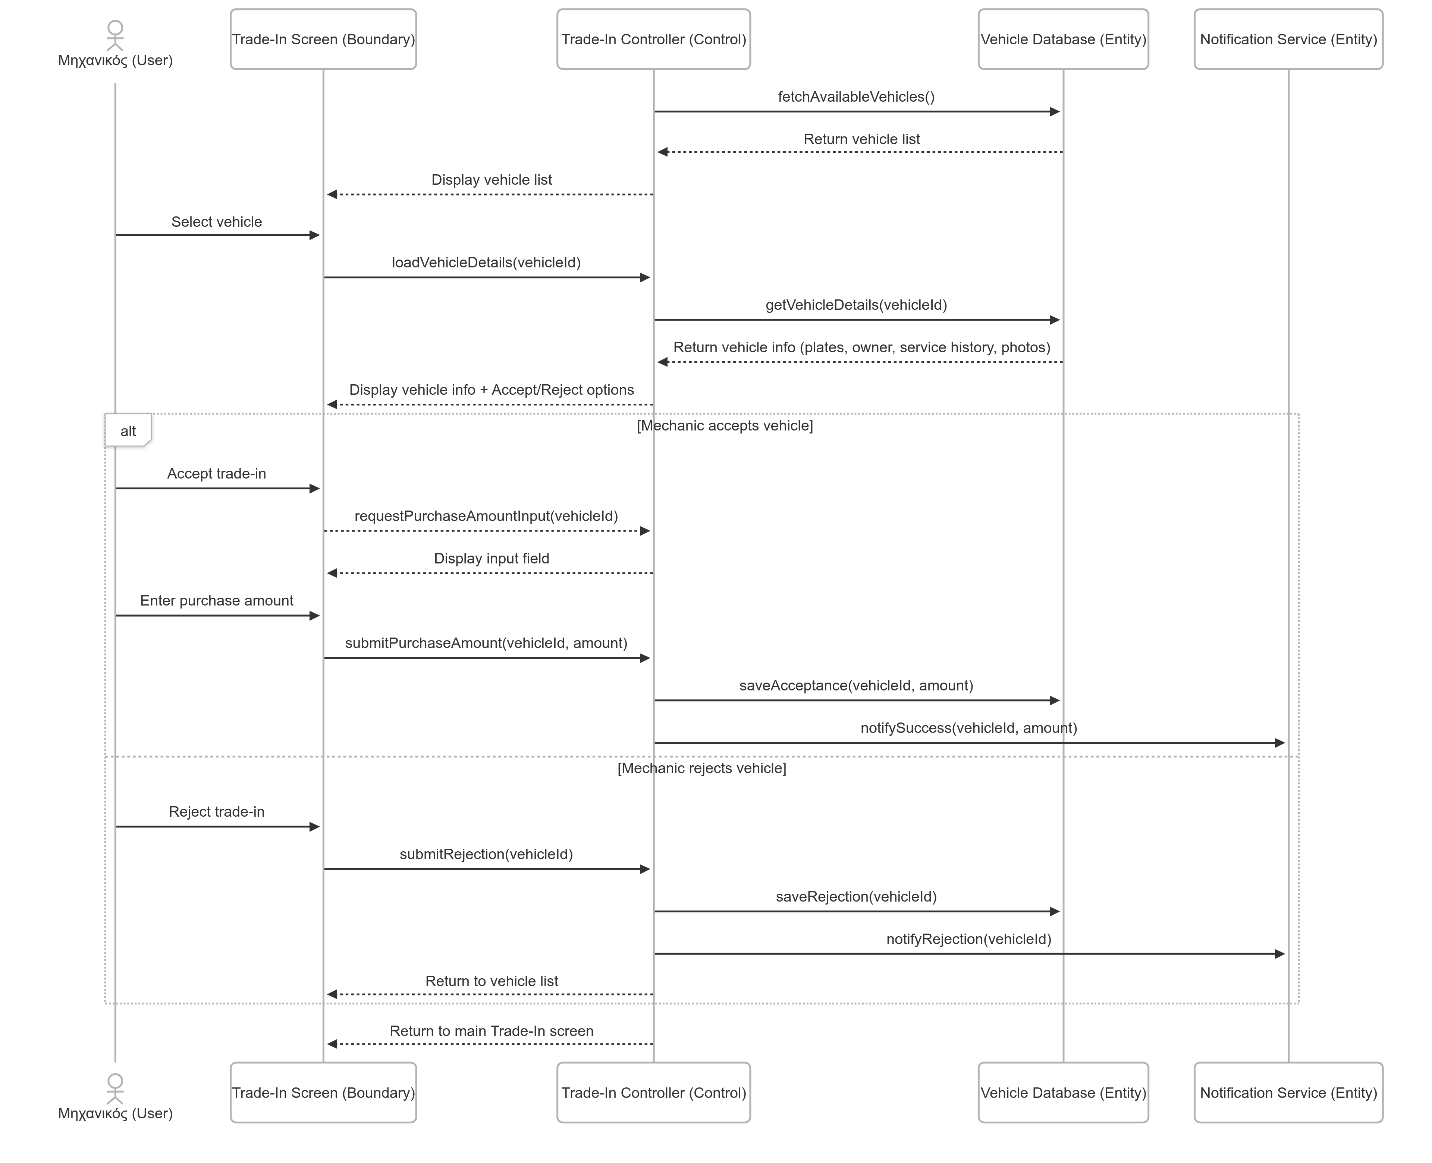 Μηχανικός (User)
Trade-In Screen (Boundary)
Trade-In Controller (Control)
Vehicle Database (Entity)
Notification Service (Entity)
fetchAvailableVehicles()
Return vehicle list
Display vehicle list
Select vehicle
loadVehicleDetails(vehicleId)
getVehicleDetails(vehicleId)
Return vehicle info (plates, owner, service history, photos)
Display vehicle info + Accept/Reject options
alt
[Mechanic accepts vehicle]
Accept trade-in
requestPurchaseAmountInput(vehicleId)
Display input field
Enter purchase amount
submitPurchaseAmount(vehicleId, amount)
saveAcceptance(vehicleId, amount)
notifySuccess(vehicleId, amount)
[Mechanic rejects vehicle]
Reject trade-in
submitRejection(vehicleId)
saveRejection(vehicleId)
notifyRejection(vehicleId)
Return to vehicle list
Return to main Trade-In screen
Μηχανικός (User)
Trade-In Screen (Boundary)
Trade-In Controller (Control)
Vehicle Database (Entity)
Notification Service (Entity)